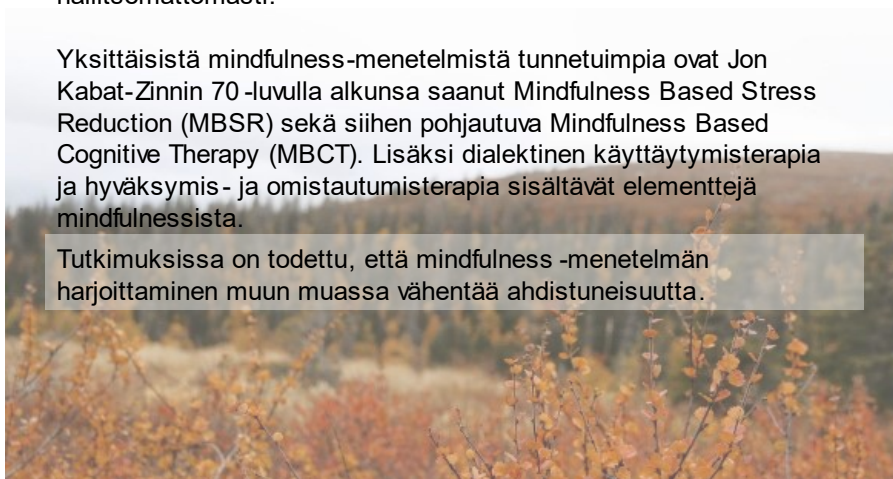 Yksittäisistä mindfulness-menetelmistä tunnetuimpia ovat Jon
Kabat-Zinnin 70 -luvulla alkunsa saanut Mindfulness Based Stress
Reduction (MBSR) sekä siihen pohjautuva Mindfulness Based
Cognitive Therapy (MBCT). Lisäksi dialektinen käyttäytymisterapia
ja hyväksymis- ja omistautumisterapia sisältävät elementtejä
mindfulnessista.
Tutkimuksissa on todettu, että mindfulness -menetelmän
harjoittaminen muun muassa vähentää ahdistuneisuutta.